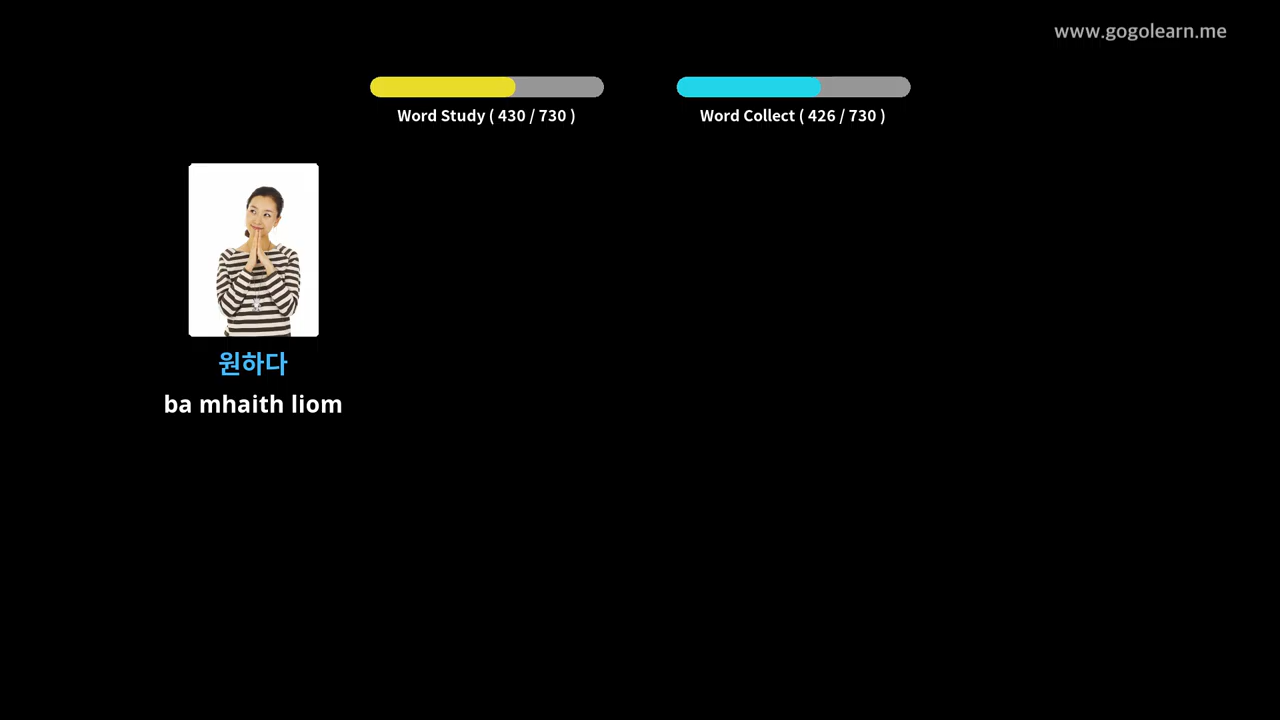 www.gogolearn.me
Word Study ( 430 / 730 )
Word Collect ( 426 / 730 )
원하다
ba mhaith liom